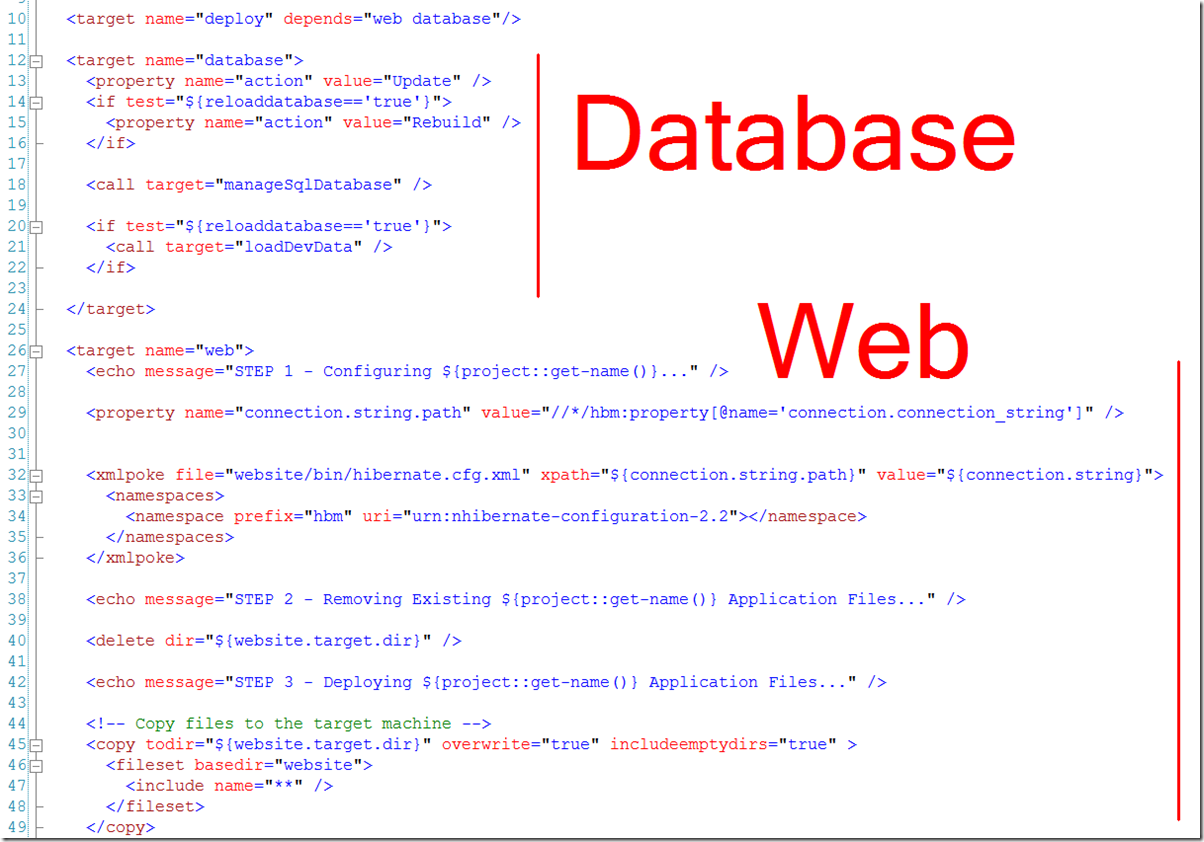 10 <target name="deploy" depends="web database"/>
11
12 <target name="database">
13 <property name="action" value="Update" />
14 <if test="${reloaddatabase=='true'}">
15 <property name="action" value="Rebuild" />
16 </if>
17
18 <call target="manageSqlDatabase" />
19
20 <if test="${reloaddatabase=='true'}">
21 <call target="loadDevData" />
22 </if>
23
24 </target>
Database
25
26 <target name="web">
27 <echo message="STEP 1 - Configuring ${project::get-name()}..." />
Web
28
29 <property name="connection.string.path" value="//*/hbm:property[@name='connection.connection_string']" />
30
31
32 <xmlpoke file="website/bin/hibernate.cfg.xml" xpath="${connection.string.path}" value="${connection.string}">
33 <namespaces>
34 <namespace prefix="hbm" uri="urn:nhibernate-configuration-2.2"></namespace>
35 </namespaces>
36 </xmlpoke>
37
38 <echo message="STEP 2 - Removing Existing ${project::get-name()} Application Files..." />
39
40 <delete dir="${website.target.dir}" />
41
42 <echo message="STEP 3 - Deploying ${project::get-name()} Application Files..." />
43
44 <!-- Copy files to the target machine -->
45 <copy todir="${website.target.dir}" overwrite="true" includeemptydirs="true" >
46 <fileset basedir="website">
47 <include name="**" />
48 </fileset>
49 </copy>